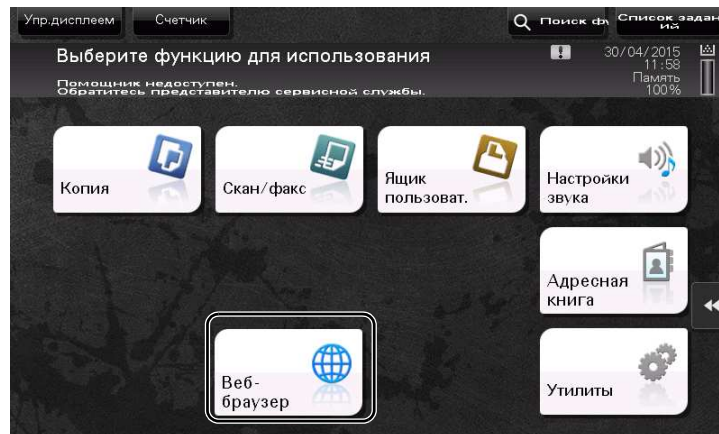 Упр.дисплеем
Счетчик
Поиск фу
Список задан
ий
Выберите функцию для использования
30/04/2015
11:58
Помощник недоступен.
Обратитесь представителю сервисной службы.
Память
100%
Копия
Скан/факс
Ящик
пользоват.
Настройки
звука
Адресная
книга
Веб-
браузер
Утилиты